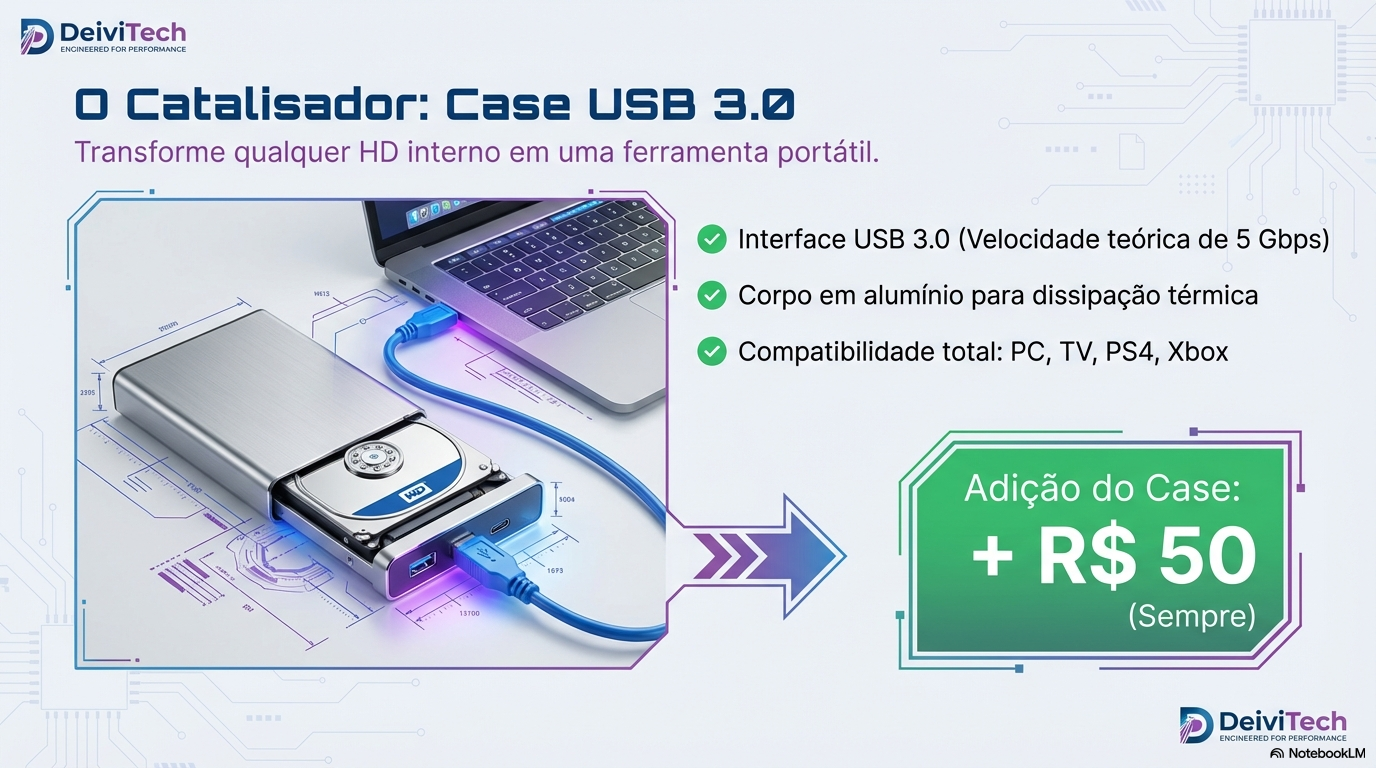 DeiviTech
ENGINEERED FOR PERFORMANCE
O Catalisador: Case USB 3.0
Transforme qualquer HD interno em uma ferramenta portátil.
Interface USB 3.0 (Velocidade teórica de 5 Gbps)
Corpo em alumínio para dissipação térmica
Compatibilidade total: PC, TV, PS4, Xbox
WD
13700
Adição do Case:
+ R$ 50
(Sempre)
DeiviTech
ENGINEERED FOR PERFORMANCE
NotebookLM